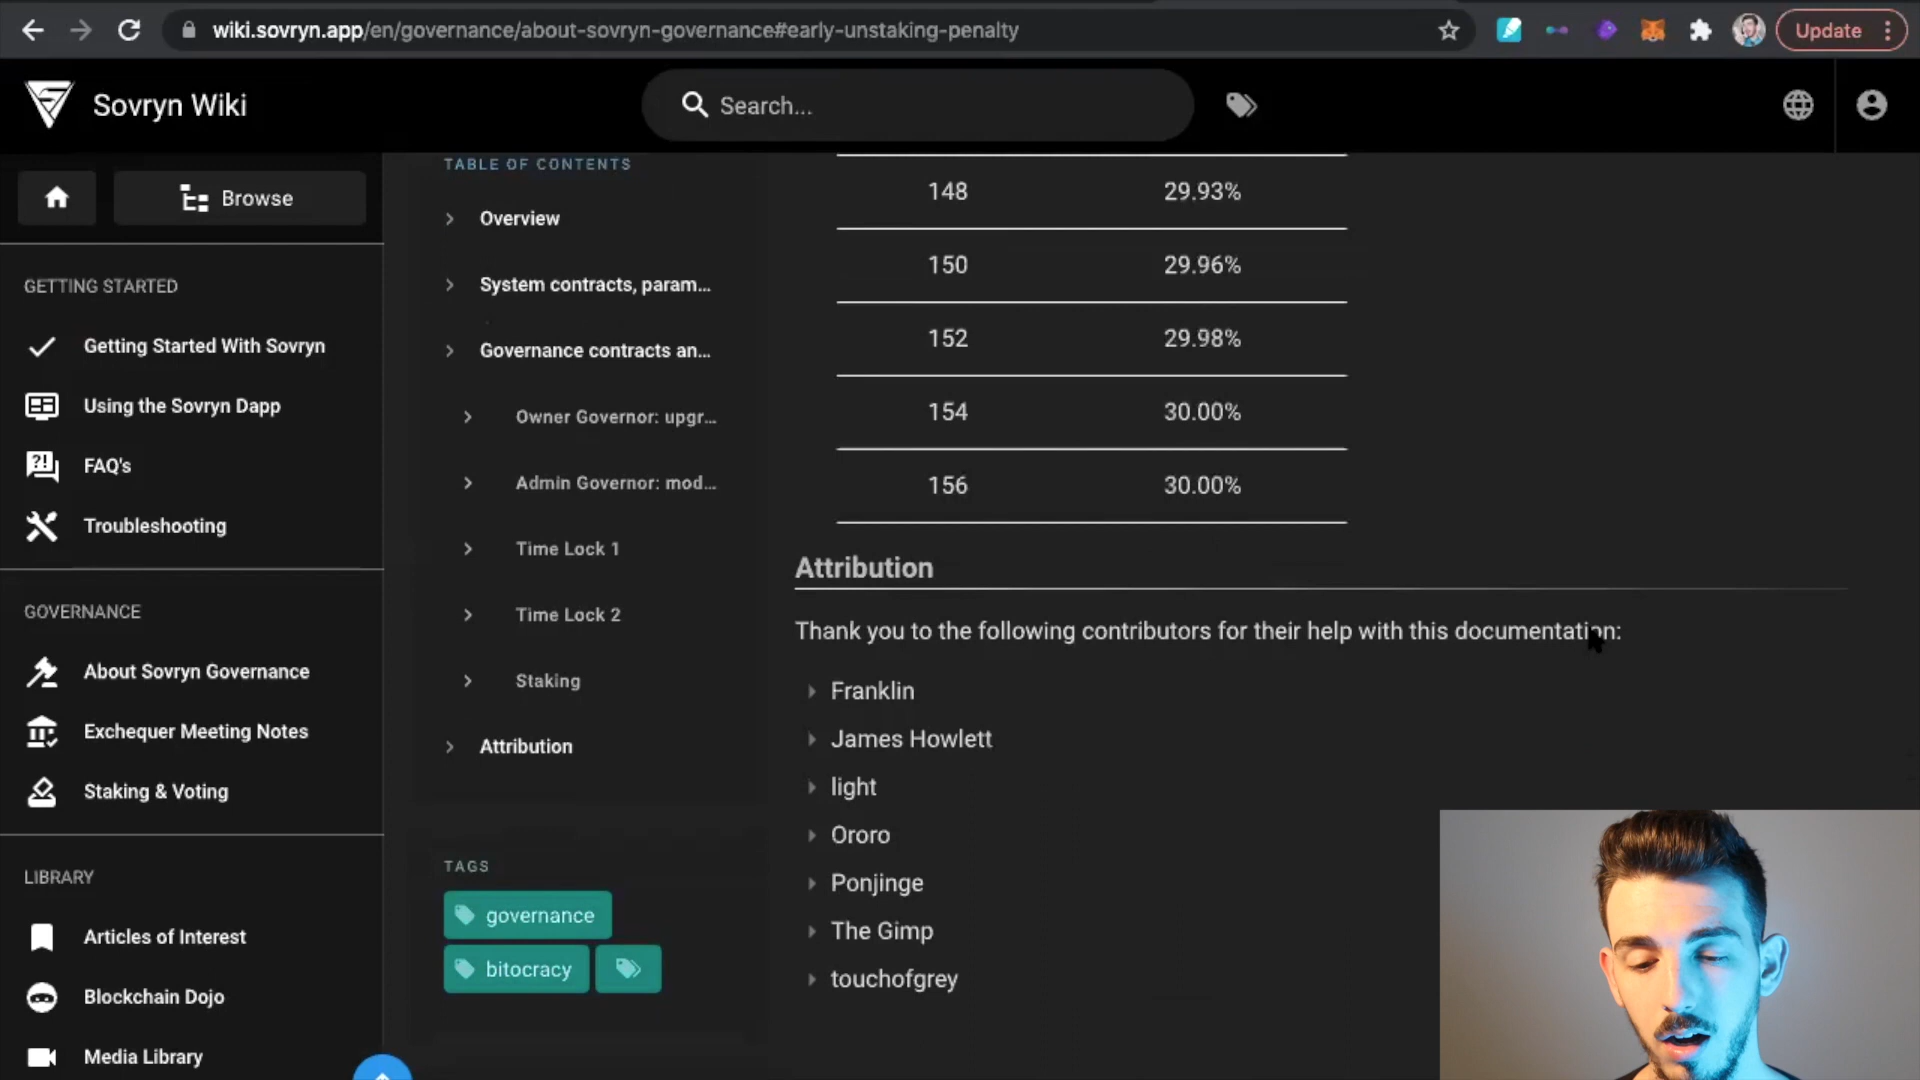 wiki.sovryn.app/en/governance/about-sovryn-governance#early-unstaking-penalty
Update
Sovryn Wiki
Search...
Browse
GETTING STARTED
Getting Started With Sovryn
Using the Sovryn Dapp
FAQ's
Troubleshooting
GOVERNANCE
About Sovryn Governance
Exchequer Meeting Notes
Staking & Voting
LIBRARY
Articles of Interest
Blockchain Dojo
Media Library
TABLE OF CONTENTS
Overview
System contracts, param...
Governance contracts an...
Owner Governor: upgr...
Admin Governor: mod...
Time Lock 1
Time Lock 2
Staking
Attribution
TAGS
governance
bitocracy
148 29.93%
150 29.96%
152 29.98%
154 30.00%
156 30.00%
Attribution
Thank you to the following contributors for their help with this documentation:
Franklin
James Howlett
light
Ororo
Ponjinge
The Gimp
touchofgrey